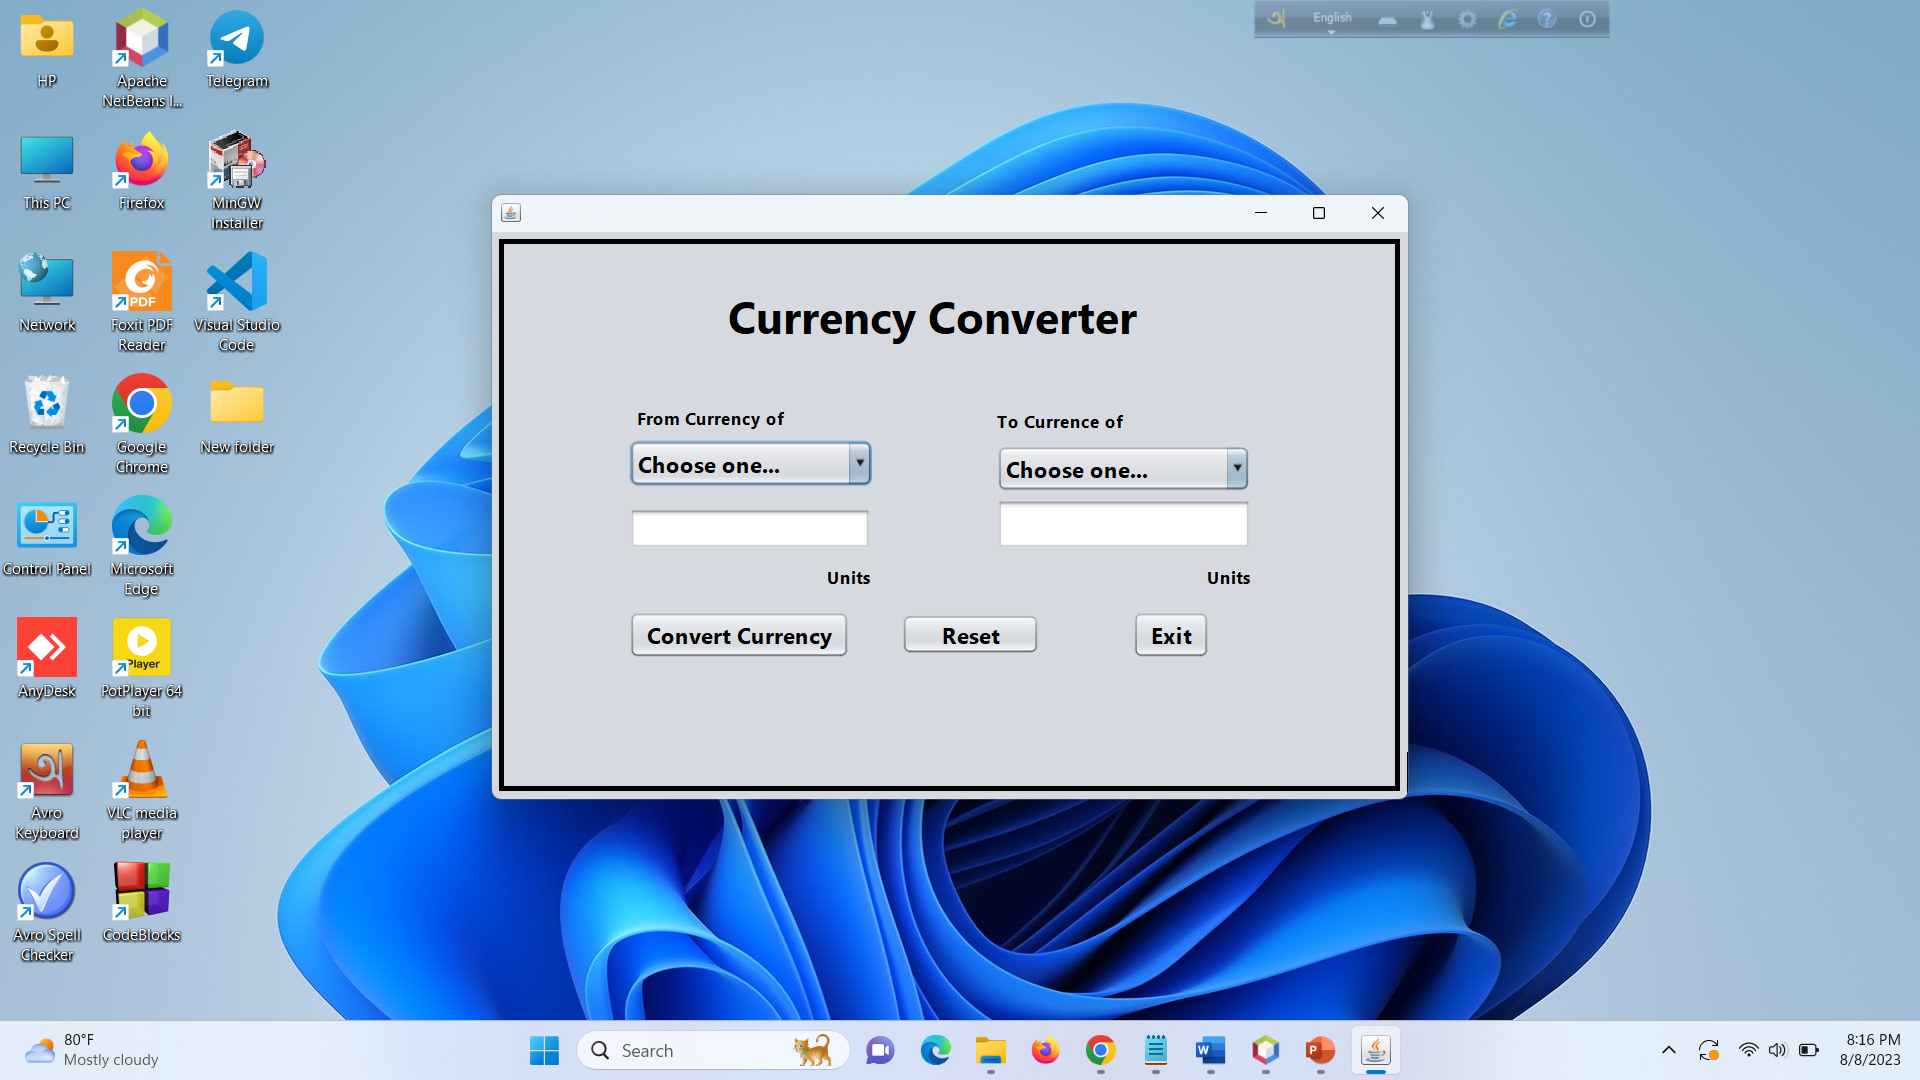 English
HP
Apache
NetBeans I...
Telegram
This PC
Firefox
MinGW
Installer
Network
PDF
Foxit PDF
Reader
Visual Studio
Code
Recycle Bin
Google
Chrome
New folder
Control Panel
Microsoft
Edge
AnyDesk
Player
PotPlayer 64
bit
অ
Avro
Keyboard
VLC media
player
Avro Spell
Checker
CodeBlocks
Currency Converter
From Currency of
To Currence of
Choose one...
Choose one...
Units
Units
Convert Currency
Reset
Exit
80°F
Mostly cloudy
Search
W
P
8:16 PM
8/8/2023